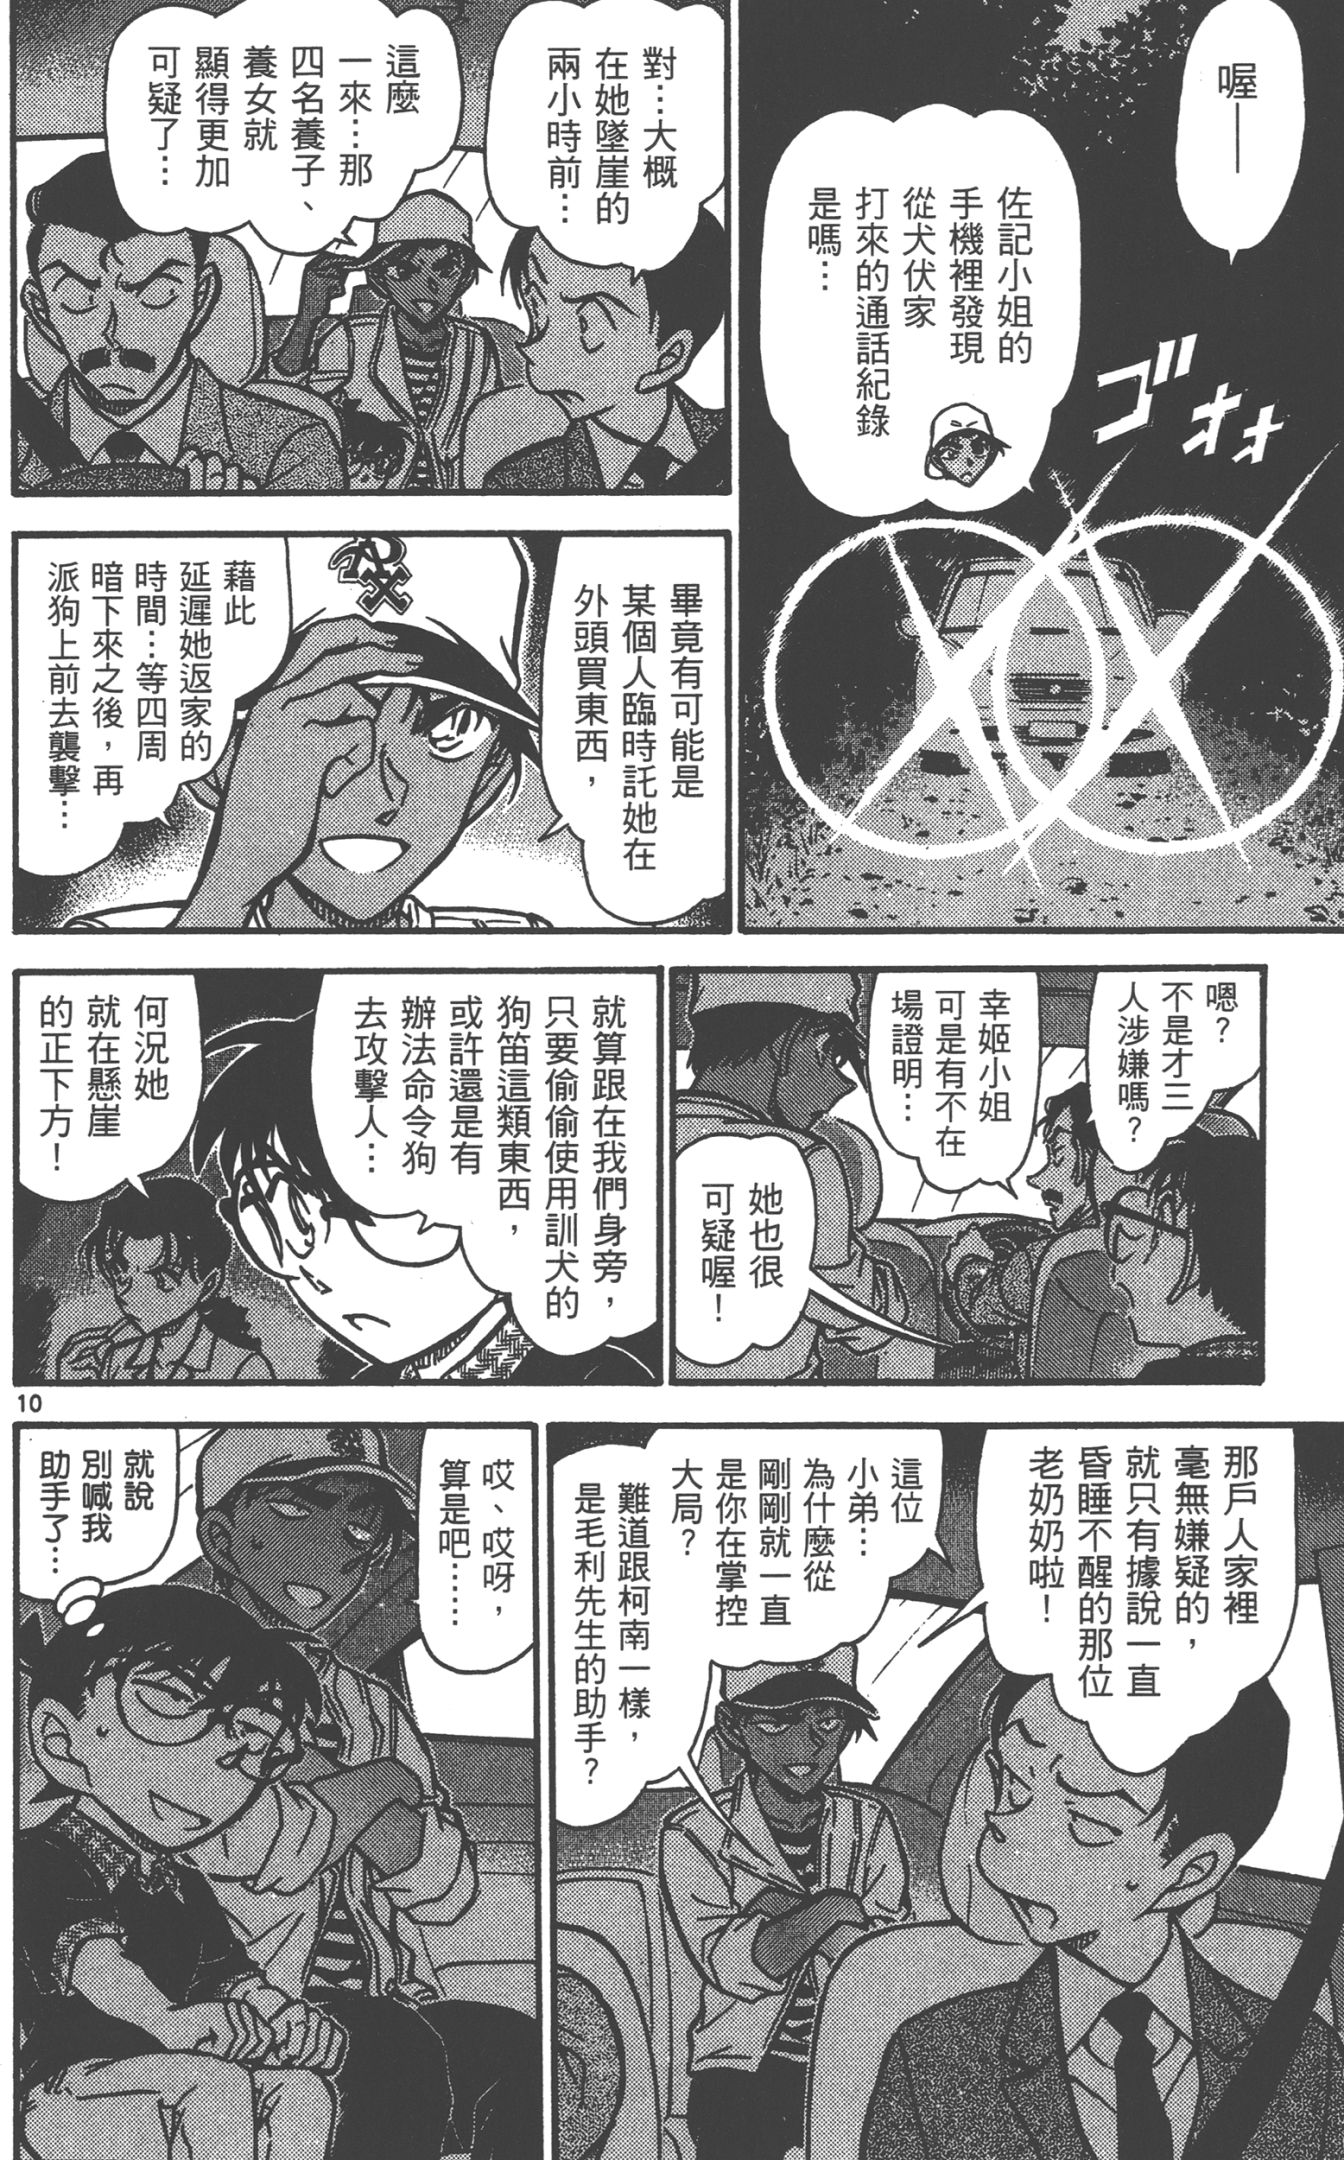 喔──
佐記小姐的
手機裡發現
從犬伏家
打來的通話紀錄
是嗎…
ゴォォ
對…大概
在她墜崖的
兩小時前…
這麼
一來…那
四名養子、
養女就
顯得更加
可疑了…
畢竟有可能是
某個人臨時託她在
外頭買東西，
藉此
延遲她返家的
時間…等四周
暗下來之後，再
派狗上前去襲擊…
嗯？
不是才三
人涉嫌嗎？
幸姬小姐
可是有不在
場證明…
她也很
可疑喔！
就算跟在我們身旁，
只要偷偷使用訓犬的
狗笛這類東西，
或許還是有
辦法命令狗
去攻擊人…
何況她
就在懸崖
的正下方！
10
那戶人家裡
毫無嫌疑的，
就只有據說一直
昏睡不醒的那位
老奶奶啦！
這位
小弟…
為什麼從
剛剛就一直
是你在掌控
大局？
難道跟柯南一樣，
是毛利先生的助手？
哎、哎呀，
算是吧……
就說
別喊我
助手了…